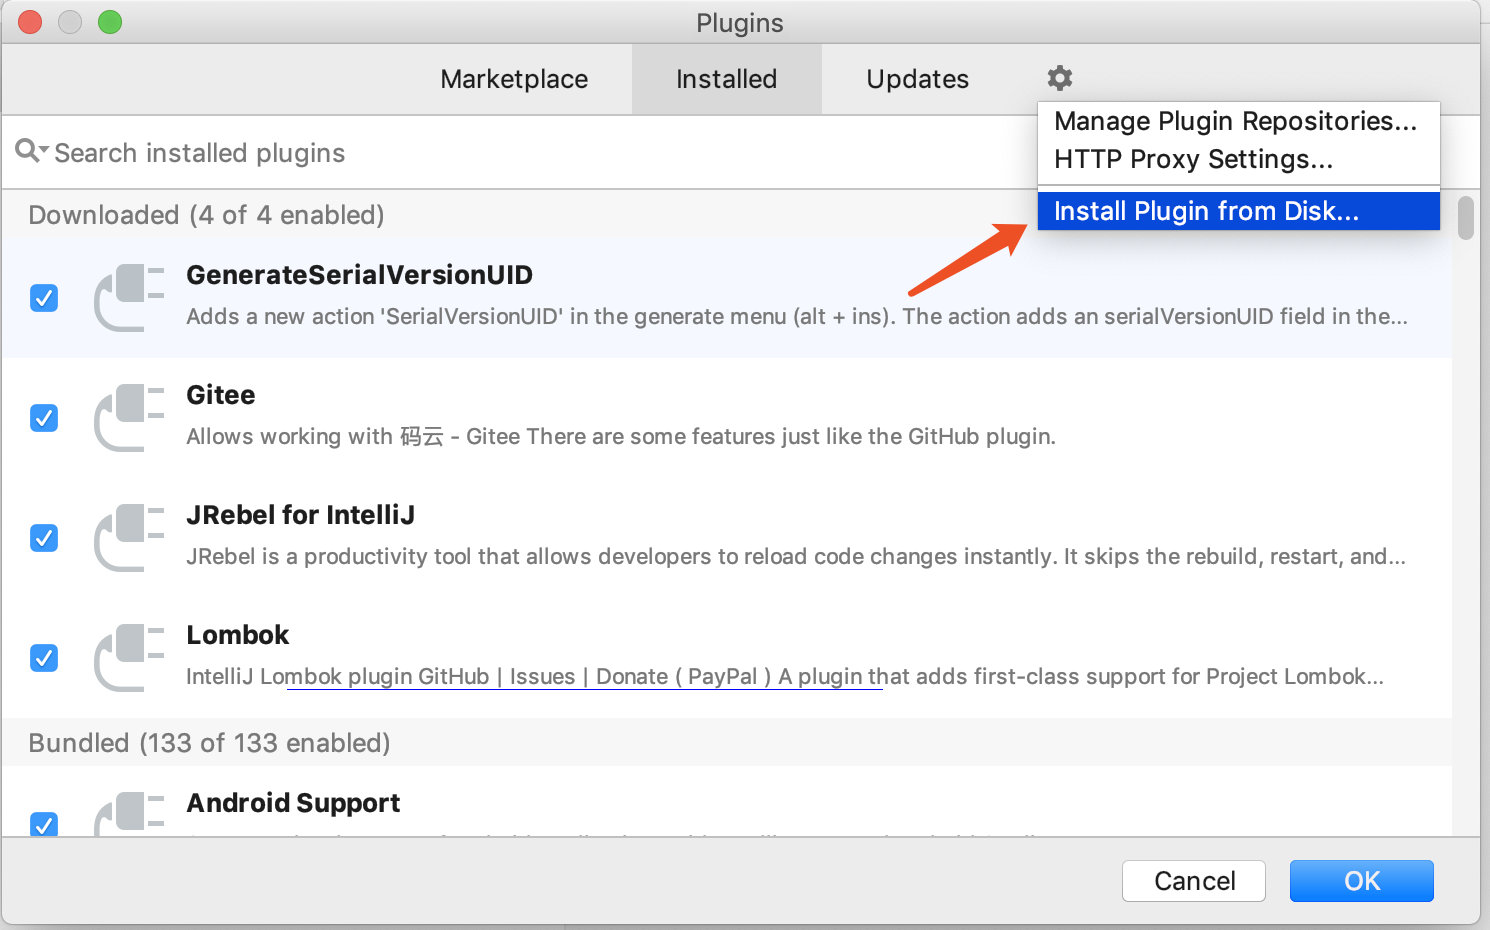 Plugins
Marketplace
Installed
Updates
Manage Plugin Repositories...
HTTP Proxy Settings...
Install Plugin from Disk...
Search installed plugins
Downloaded (4 of 4 enabled)
GenerateSerialVersionUID
Adds a new action 'SerialVersionUID' in the generate menu (alt + ins). The action adds an serialVersionUID field in the...
Gitee
Allows working with 码云 - Gitee There are some features just like the GitHub plugin.
JRebel for IntelliJ
JRebel is a productivity tool that allows developers to reload code changes instantly. It skips the rebuild, restart, and...
Lombok
IntelliJ Lombok plugin GitHub | Issues | Donate ( PayPal ) A plugin that adds first-class support for Project Lombok...
Bundled (133 of 133 enabled)
Android Support
Cancel
OK